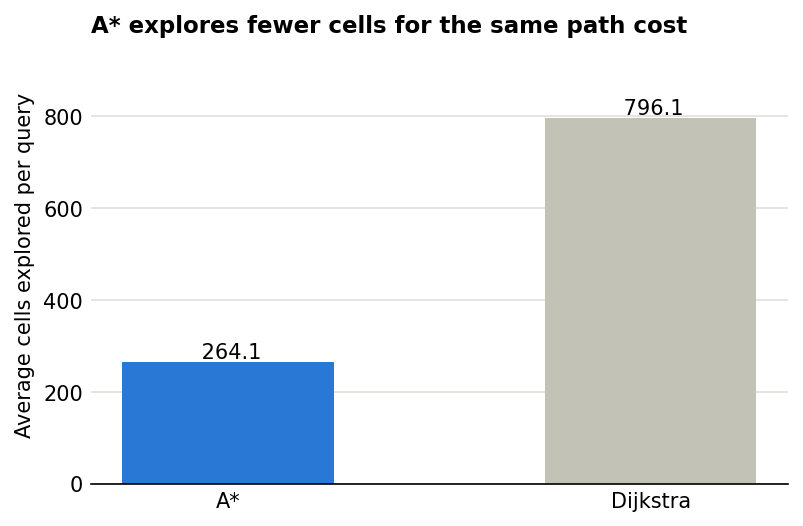 A* explores fewer cells for the same path cost
Average cells explored per query
800
600
400
200
0
264.1
796.1
A*
Dijkstra